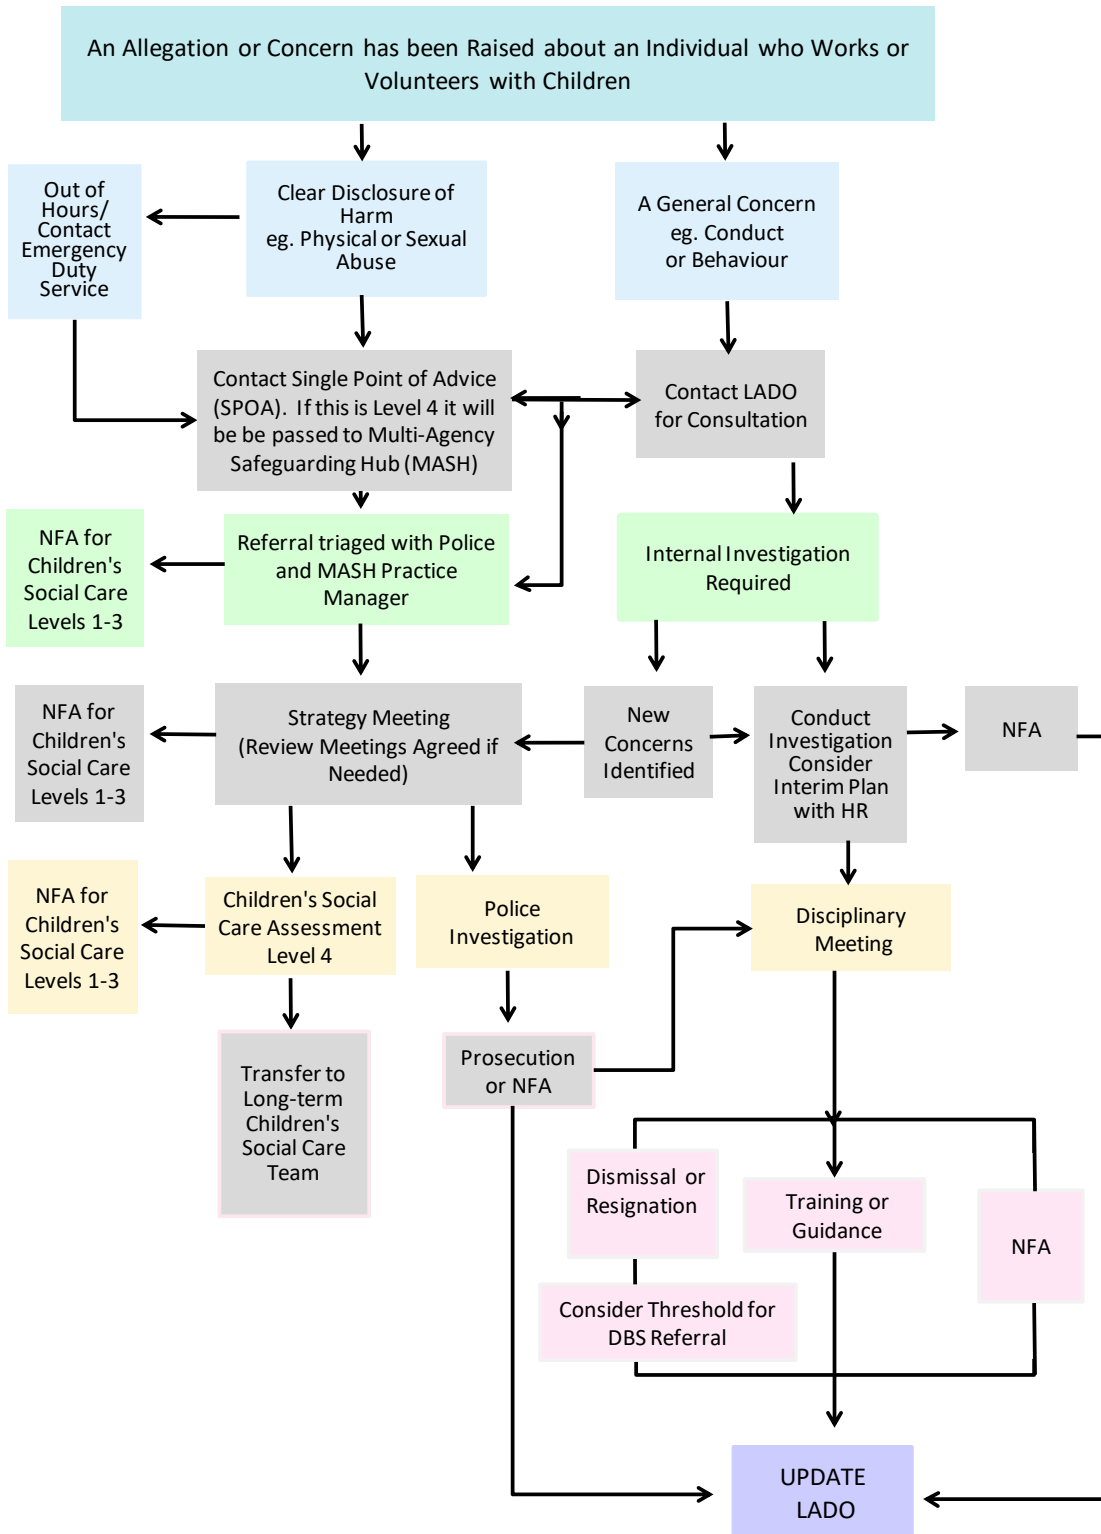 An Allegation or Concern has been Raised about an Individual who Works or
Volunteers with Children
Out of
Hours/
Contact
Emergency
Duty
Service
Clear Disclosure of
Harm
eg. Physical or Sexual
Abuse
A General Concern
eg. Conduct
or Behaviour
Contact Single Point of Advice
(SPOA). If this is Level 4 it will
be be passed to Multi-Agency
Safeguarding Hub (MASH)
Contact LADO
for Consultation
NFA for
Children's
Social Care
Levels 1-3
Referral triaged with Police
and MASH Practice
Manager
Internal Investigation
Required
NFA for
Children's
Social Care
Levels 1-3
Strategy Meeting
(Review Meetings Agreed if
Needed)
New
Concerns
Identified
Conduct
Investigation
Consider
Interim Plan
with HR
NFA
NFA for
Children's
Social Care
Levels 1-3
Children's Social
Care Assessment
Level 4
Police
Investigation
Disciplinary
Meeting
Transfer to
Long-term
Children's
Social Care
Team
Prosecution
or NFA
Dismissal or
Resignation
Training or
Guidance
NFA
Consider Threshold for
DBS Referral
UPDATE
LADO